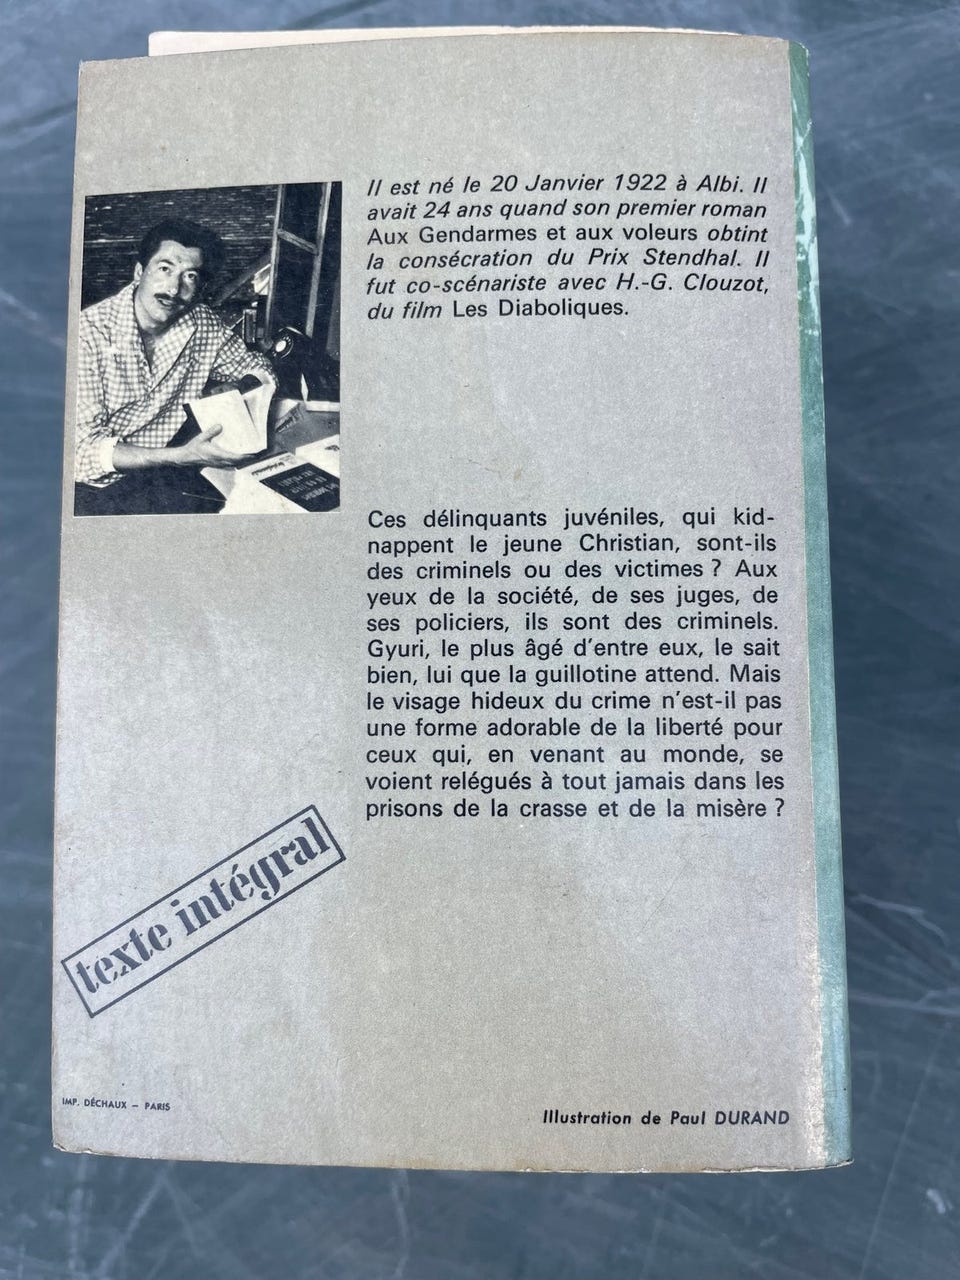 Il est né le 20 Janvier 1922 à Albi. Il
avait 24 ans quand son premier roman
Aux Gendarmes et aux voleurs obtint
la consécration du Prix Stendhal. Il
fut co-scénariste avec H.-G. Clouzot,
du film Les Diaboliques.
Ces délinquants juvéniles, qui kid-
nappent le jeune Christian, sont-ils
des criminels ou des victimes ? Aux
yeux de la société, de ses juges, de
ses policiers, ils sont des criminels.
Gyuri, le plus âgé d'entre eux, le sait
bien, lui que la guillotine attend. Mais
le visage hideux du crime n'est-il pas
une forme adorable de la liberté pour
ceux qui, en venant au monde, se
voient relégués à tout jamais dans les
prisons de la crasse et de la misère ?
texte intégral
IMP. DÉCHAUX – PARIS
Illustration de Paul DURAND